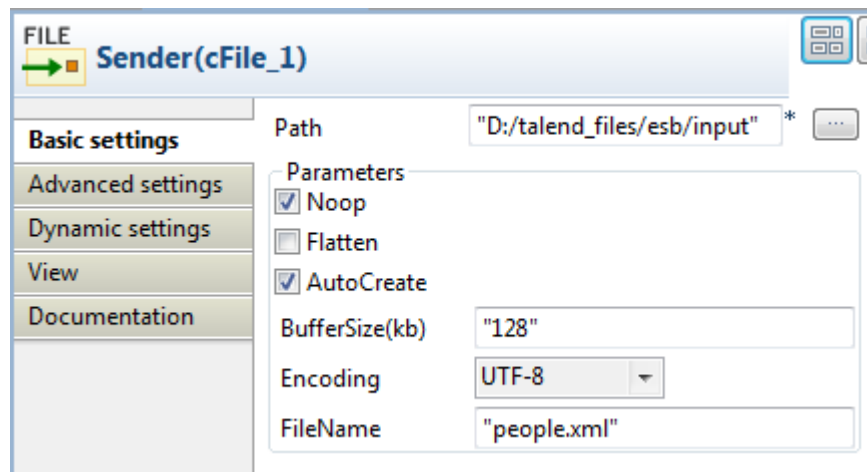 FILE
Sender(cFile_1)
Basic settings
Advanced settings
Dynamic settings
View
Documentation
Path "D:/talend_files/esb/input" * ...
Parameters
Noop
Flatten
AutoCreate
BufferSize(kb) "128"
Encoding UTF-8
FileName "people.xml"